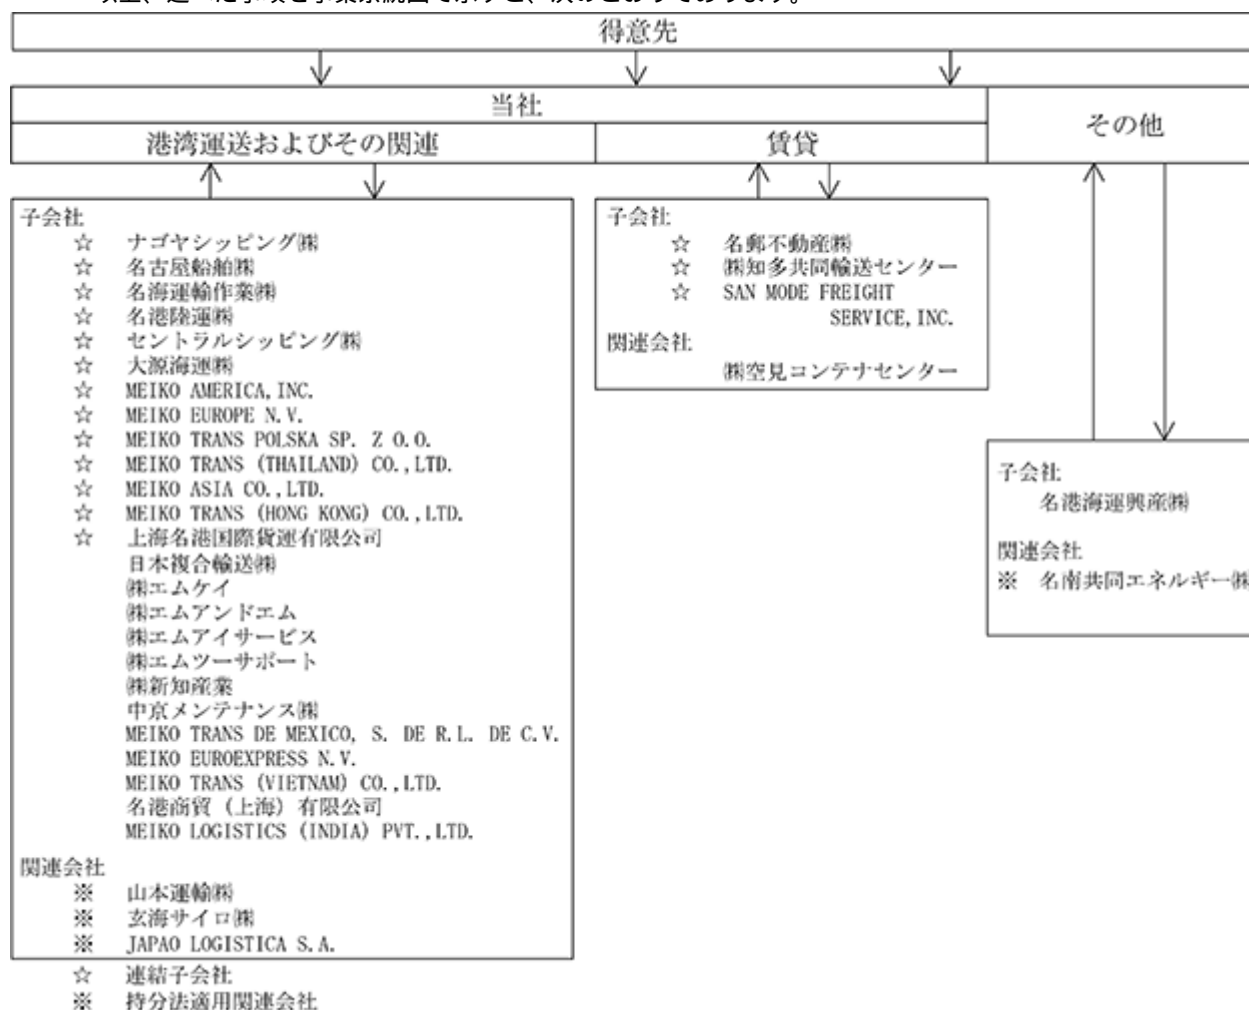 得意先
当社
その他
港湾運送およびその関連
賃貸
子会社
☆ ナゴヤシッピング㈱
☆ 名古屋船舶㈱
☆ 名海運輸作業㈱
☆ 名港陸運㈱
☆ セントラルシッピング㈱
☆ 大源海運㈱
☆ MEIKO AMERICA, INC.
☆ MEIKO EUROPE N.V.
☆ MEIKO TRANS POLSKA SP. Z O.O.
☆ MEIKO TRANS (THAILAND) CO.,LTD.
☆ MEIKO ASIA CO.,LTD.
☆ MEIKO TRANS (HONG KONG) CO.,LTD.
☆ 上海名港国際貨運有限公司
日本複合輸送㈱
㈱エムケイ
㈱エムアンドエム
㈱エムアイサービス
㈱エムツーサポート
㈱新知産業
中京メンテナンス㈱
MEIKO TRANS DE MEXICO, S. DE R.L. DE C.V.
MEIKO EUROEXPRESS N.V.
MEIKO TRANS (VIETNAM) CO.,LTD.
名港商貿（上海）有限公司
MEIKO LOGISTICS (INDIA) PVT.,LTD.
関連会社
※ 山本運輸㈱
※ 玄海サイロ㈱
※ JAPAO LOGISTICA S.A.
☆ 連結子会社
※ 持分法適用関連会社
子会社
☆ 名郵不動産㈱
☆ ㈱知多共同輸送センター
☆ SAN MODE FREIGHT
SERVICE, INC.
関連会社
㈱空見コンテナセンター
子会社
名港海運興産㈱
関連会社
※ 名南共同エネルギー㈱